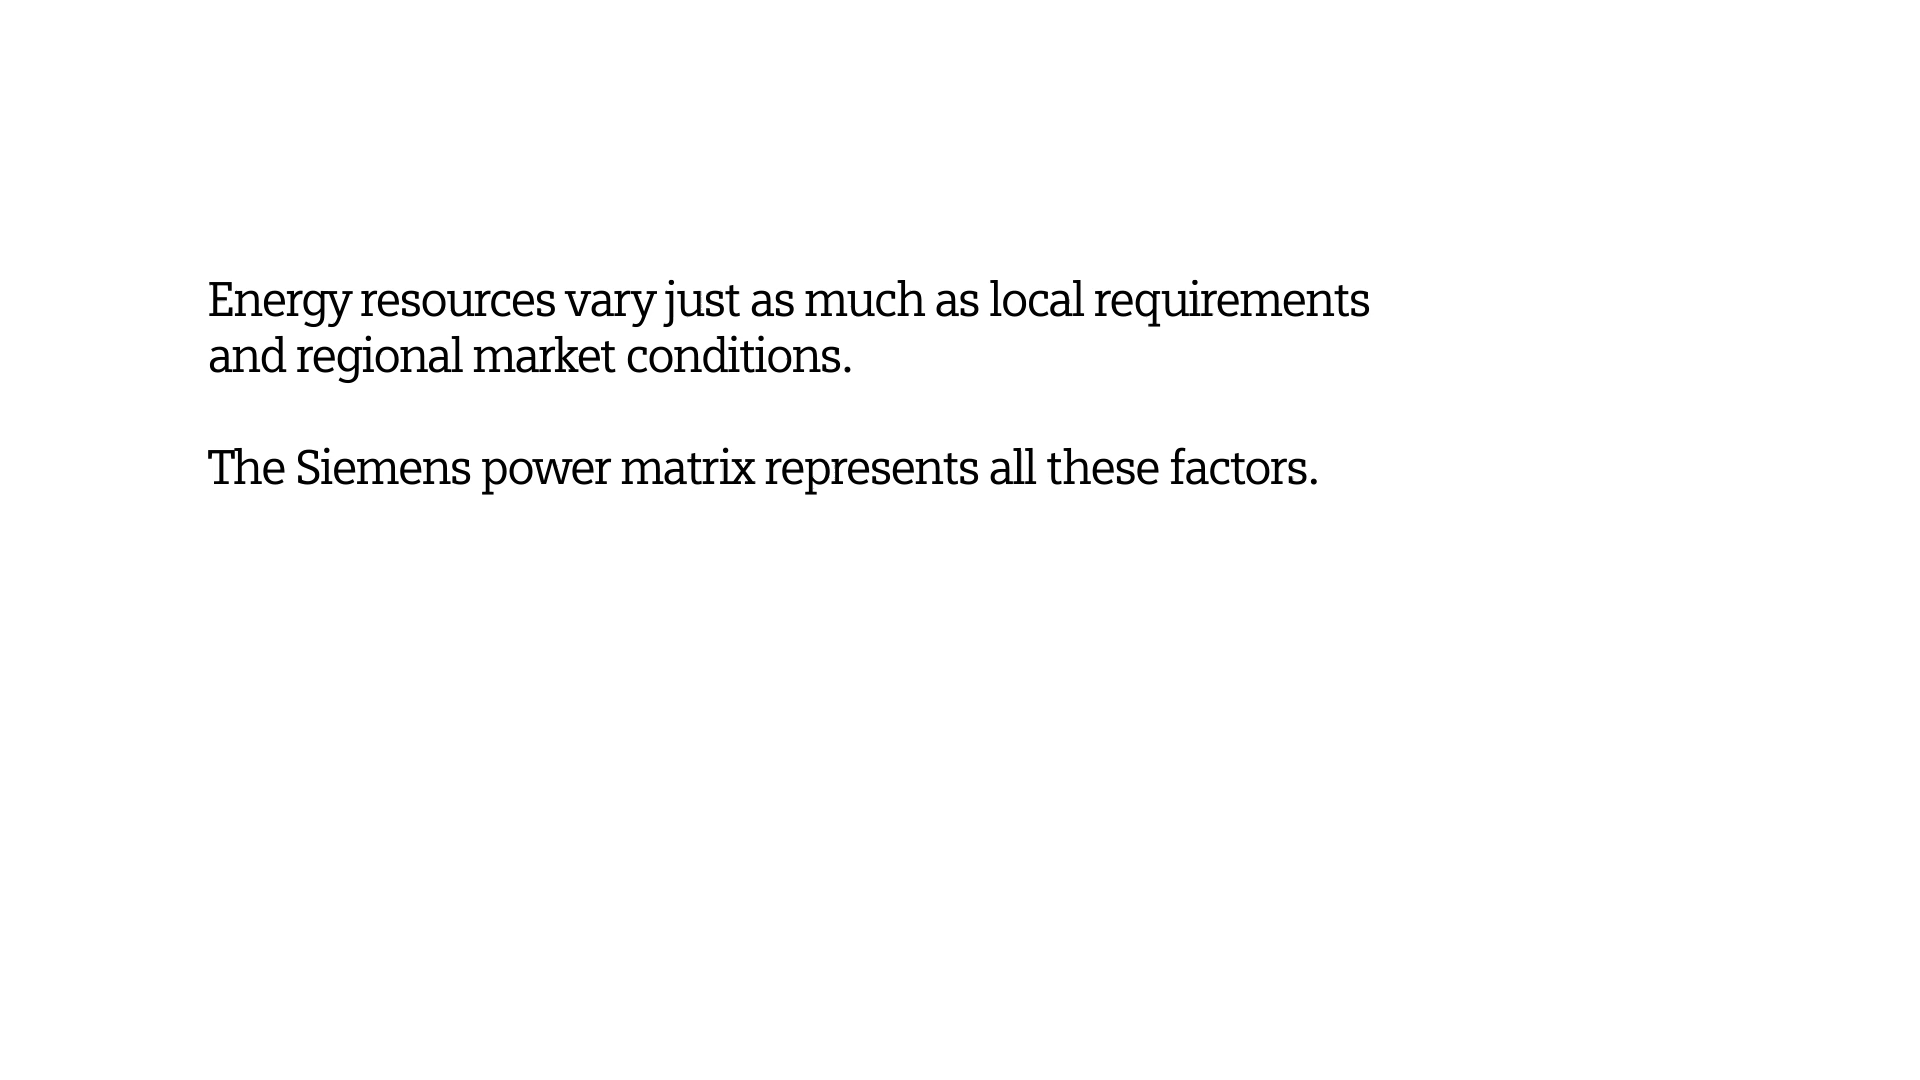 Energy resources vary just as much as local requirements
and regional market conditions.
The Siemens power matrix represents all these factors.